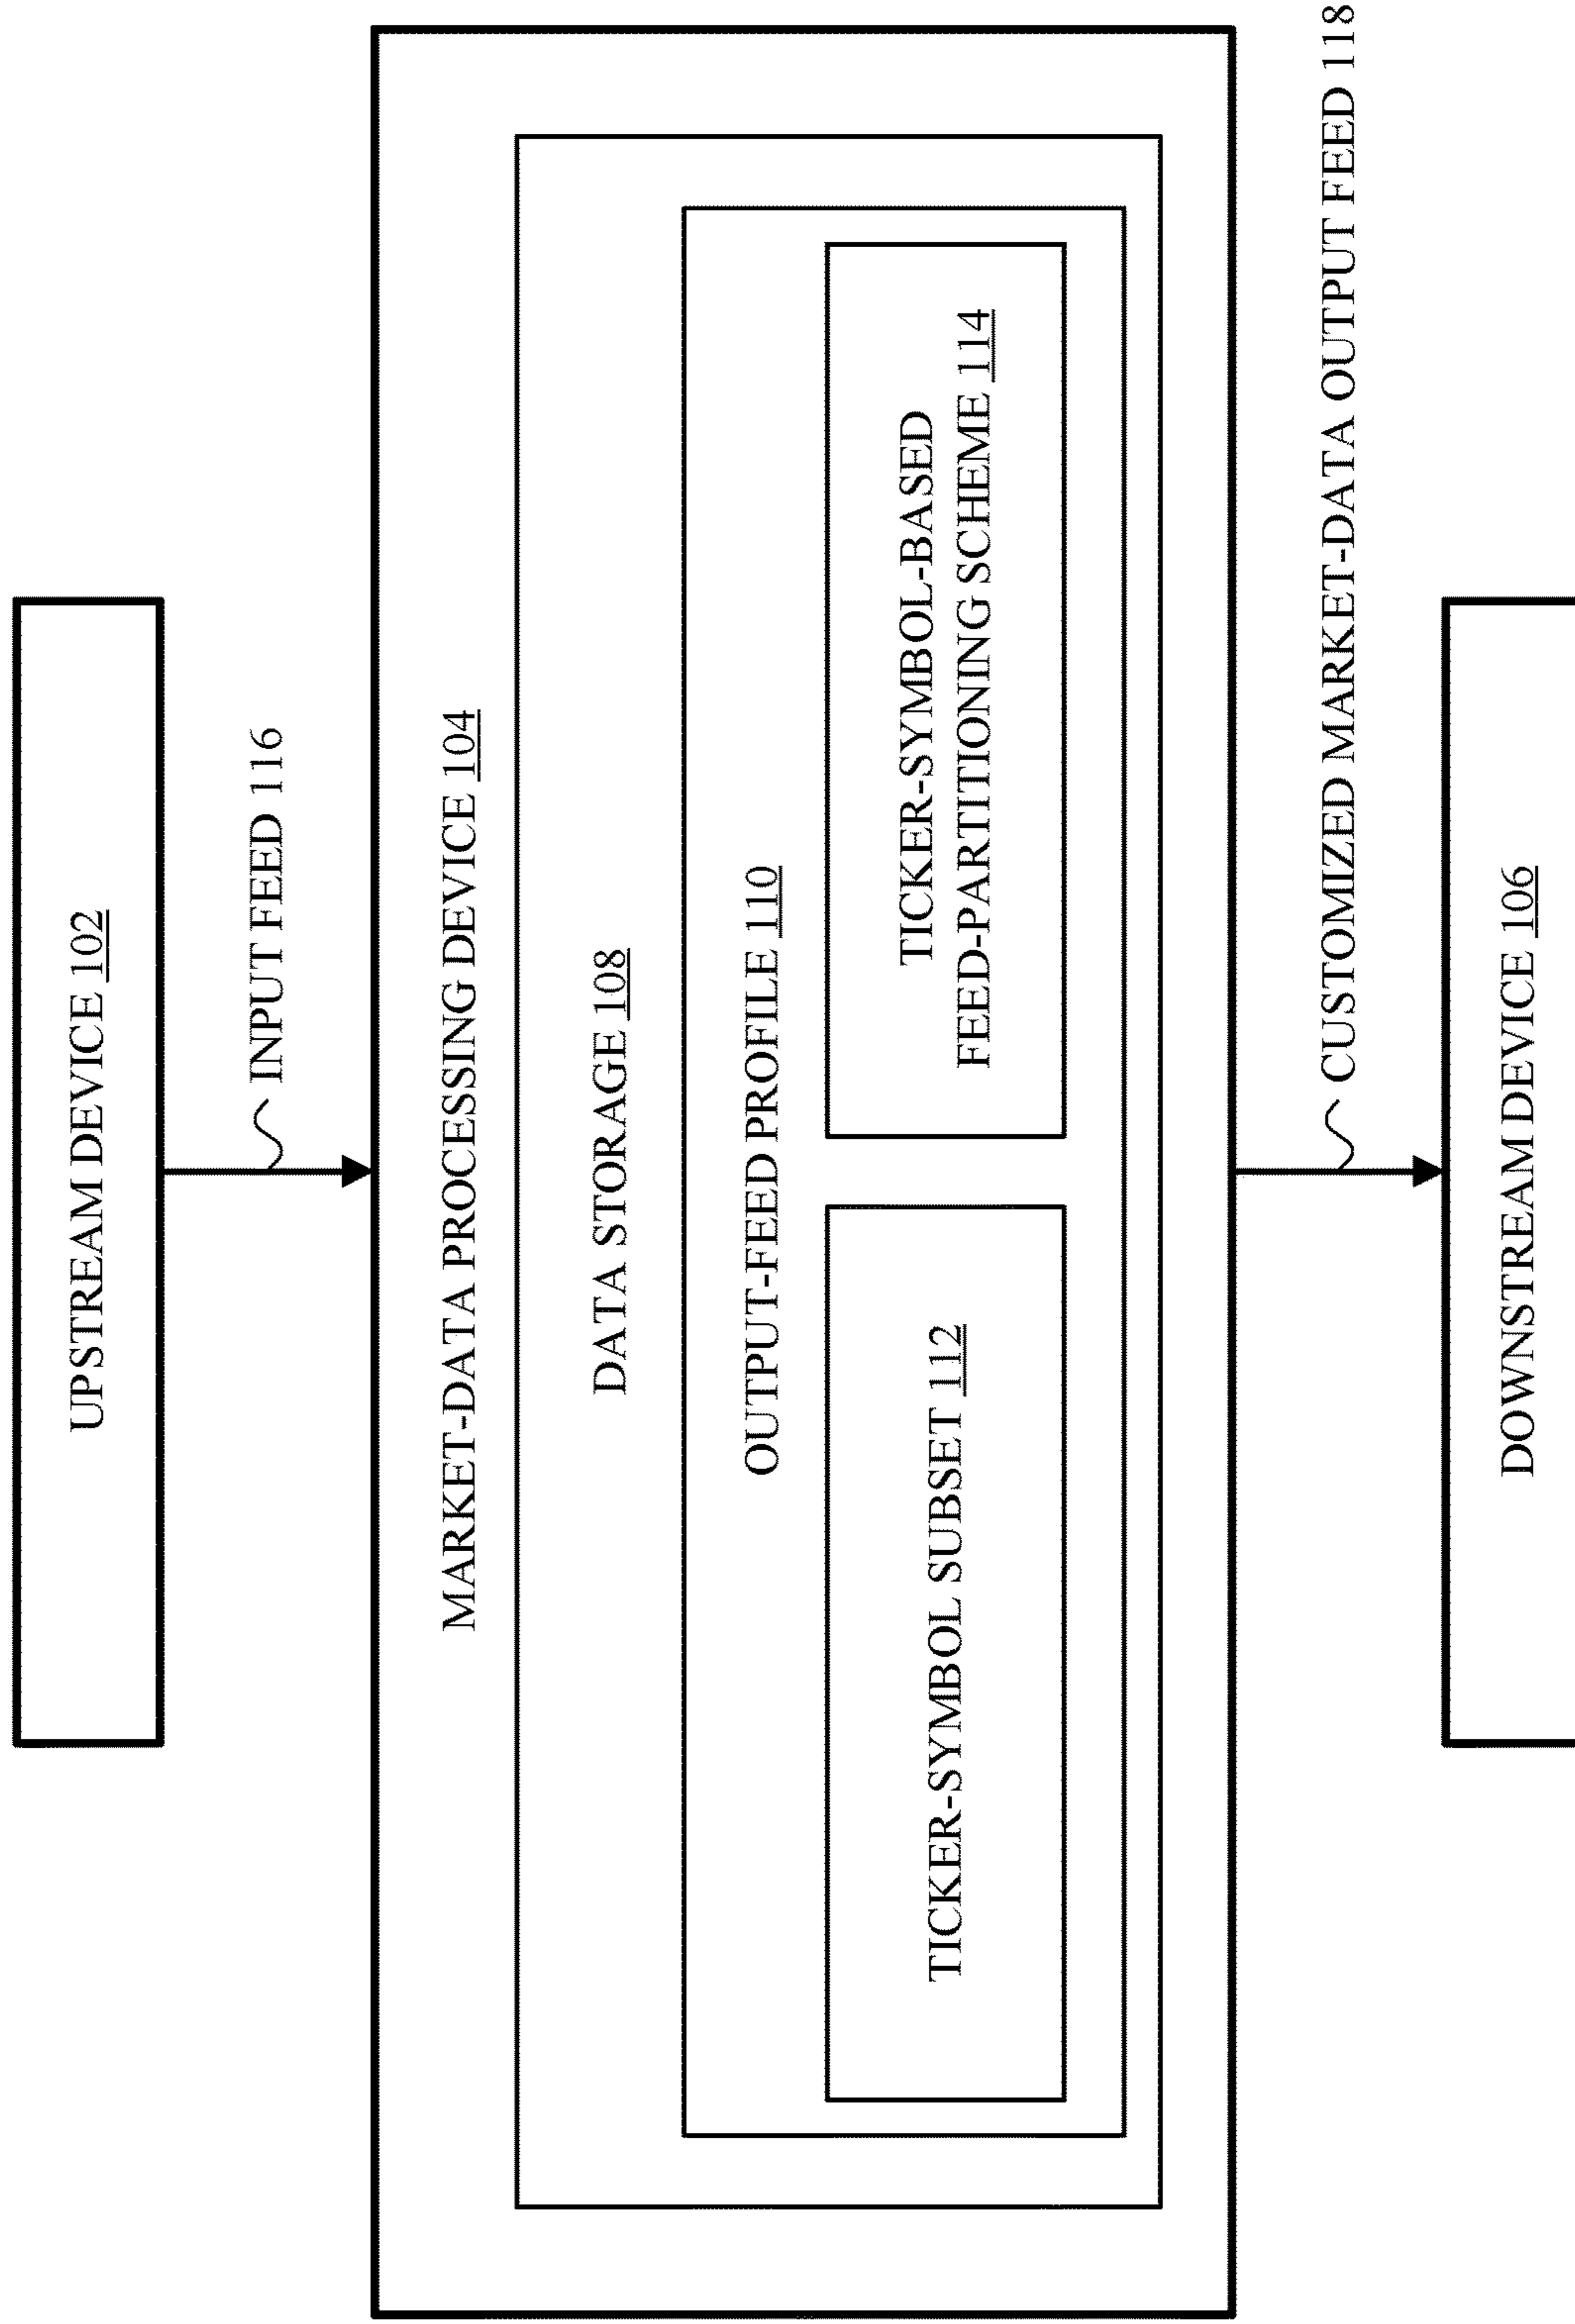 UPSTREAM DEVICE 102
INPUT FEED 116
MARKET-DATA PROCESSING DEVICE 104
DATA STORAGE 108
OUTPUT-FEED PROFILE 110
TICKER-SYMBOL SUBSET 112
TICKER-SYMBOL-BASED
FEED-PARTITIONING SCHEME 114
CUSTOMIZED MARKET-DATA OUTPUT FEED 118
DOWNSTREAM DEVICE 106